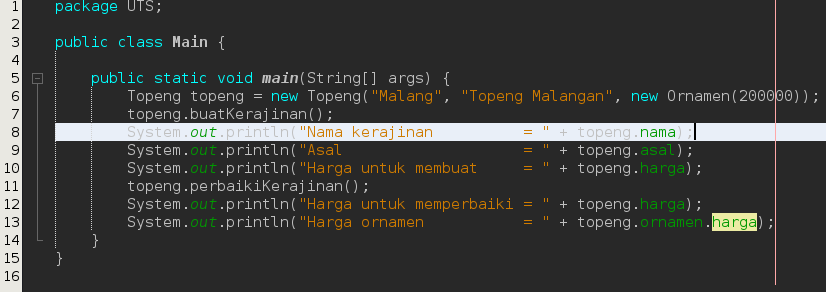 1 package UTS;
2
3 public class Main {
4
5     public static void main(String[] args) {
6         Topeng topeng = new Topeng("Malang", "Topeng Malangan", new Ornamen(200000));
7         topeng.buatKerajinan();
8         System.out.println("Nama kerajinan          = " + topeng.nama);
9         System.out.println("Asal                    = " + topeng.asal);
10         System.out.println("Harga untuk membuat     = " + topeng.harga);
11         topeng.perbaikiKerajinan();
12         System.out.println("Harga untuk memperbaiki = " + topeng.harga);
13         System.out.println("Harga ornamen           = " + topeng.ornamen.harga);
14     }
15 }
16